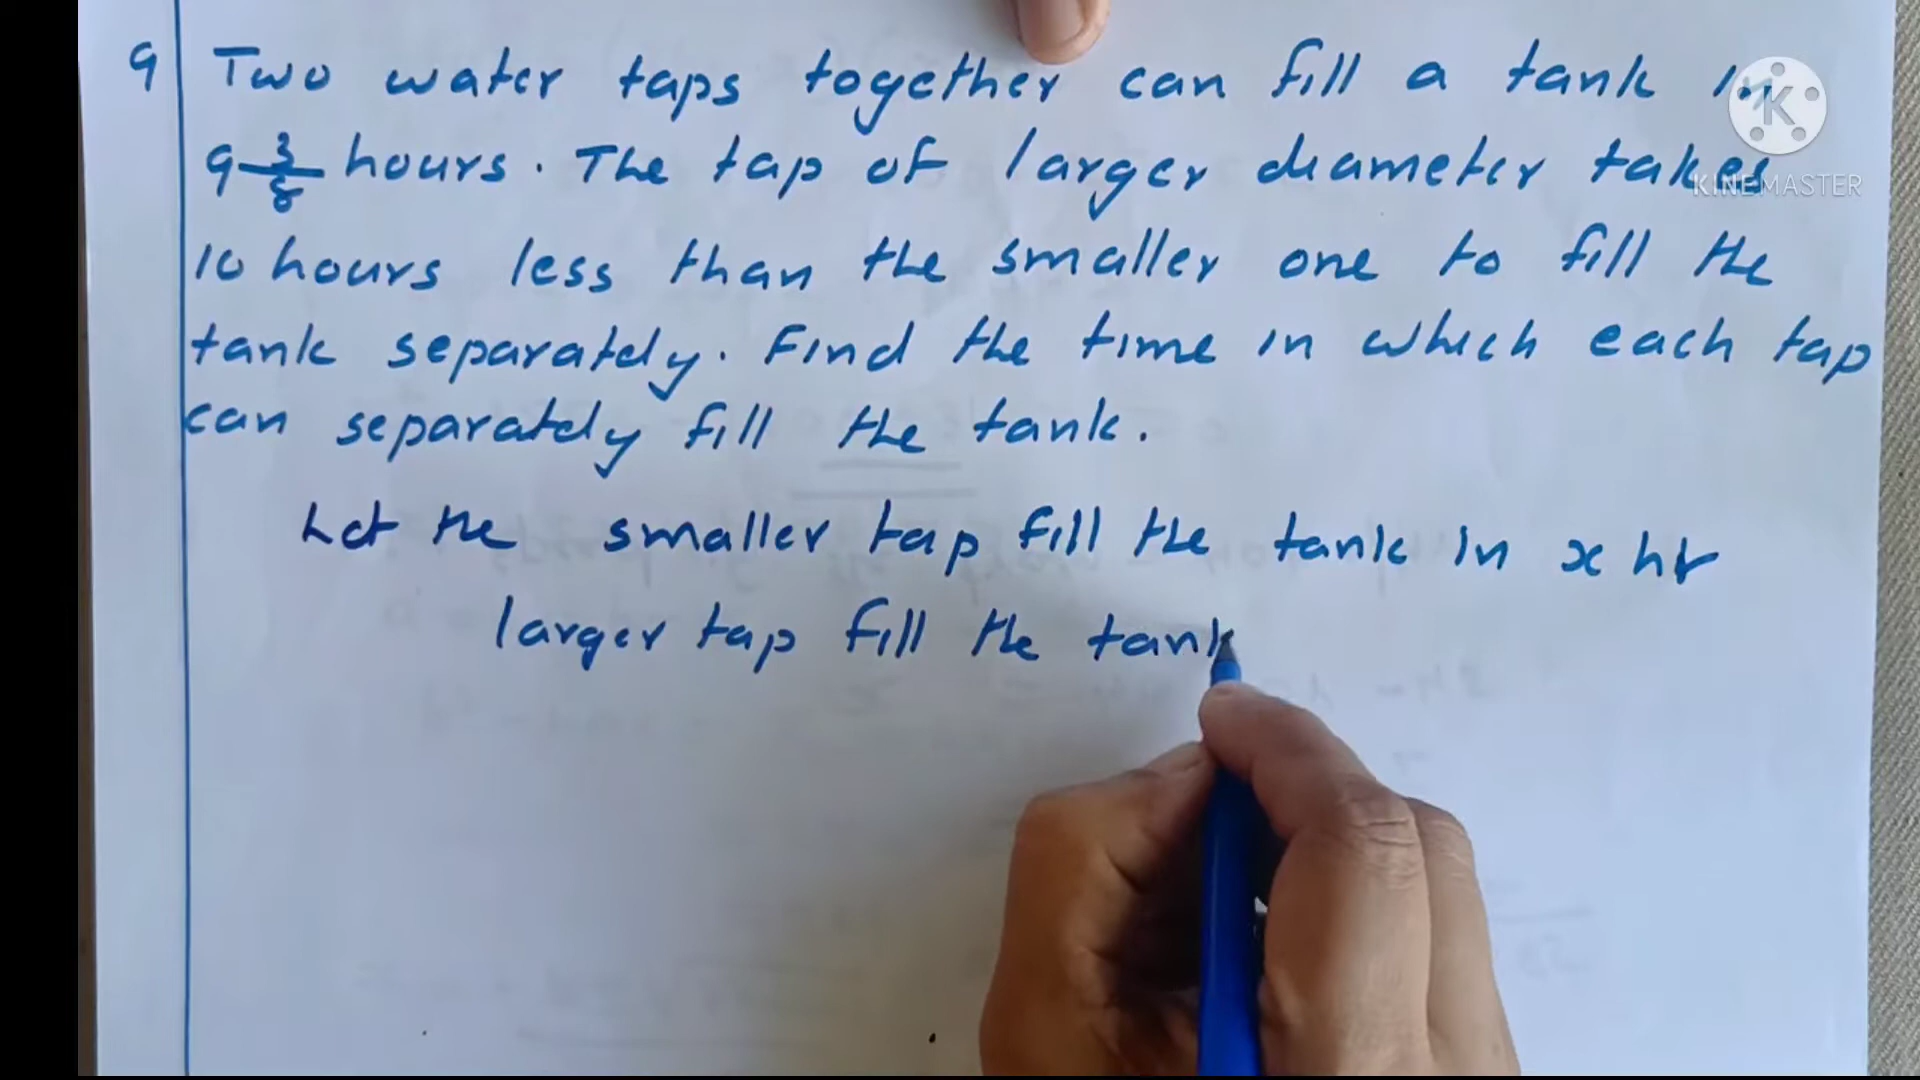 9 Two water taps together can fill a tank in
9 3/8 hours. The tap of larger diameter takes
10 hours less than the smaller one to fill the
tank separately. Find the time in which each tap
can separately fill the tank.
Let the smaller tap fill the tank in x hr
larger tap fill the tank
K
KINEMASTER